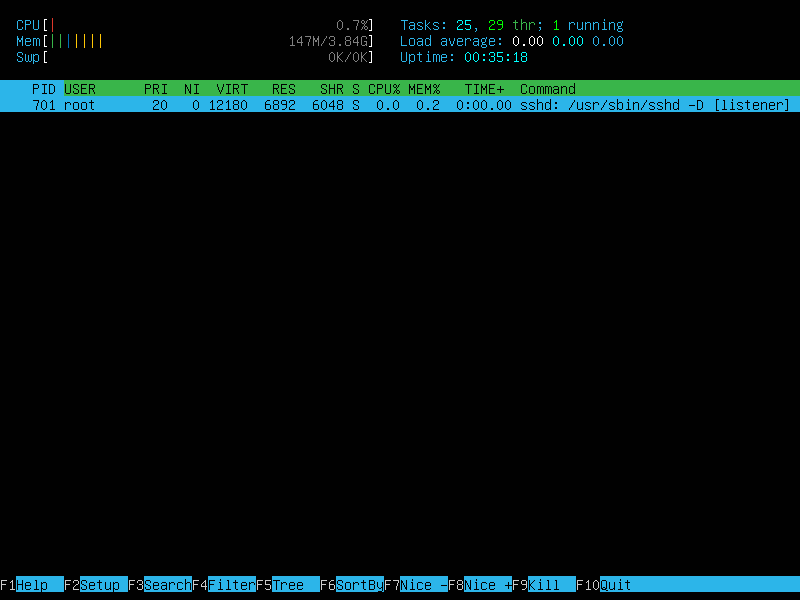 CPU[|                                   0.7%]   Tasks: 25, 29 thr; 1 running
Mem[|||||||                       147M/3.84G]   Load average: 0.00 0.00 0.00
Swp[                                   0K/0K]   Uptime: 00:35:18
PID USER      PRI  NI  VIRT   RES   SHR S CPU% MEM%   TIME+  Command
701 root       20   0 12180  6892  6048 S  0.0  0.2  0:00.00 sshd: /usr/sbin/sshd -D [listener]
F1Help  F2Setup F3SearchF4FilterF5Tree  F6SortByF7Nice -F8Nice +F9Kill  F10Quit